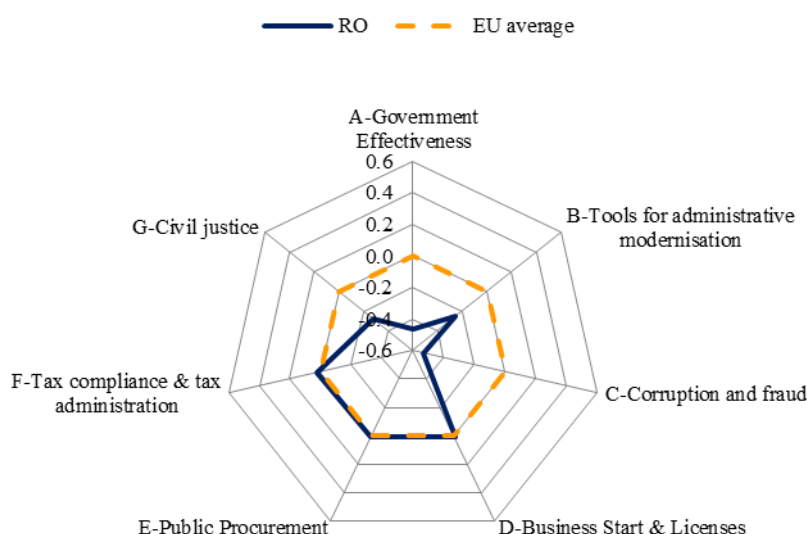 RO
EU average
A-Government
Effectiveness
0.6
0.4
0.2
0.0
-0.2
-0.4
-0.6
B-Tools for administrative
modernisation
C-Corruption and fraud
D-Business Start & Licenses
E-Public Procurement
F-Tax compliance & tax
administration
G-Civil justice